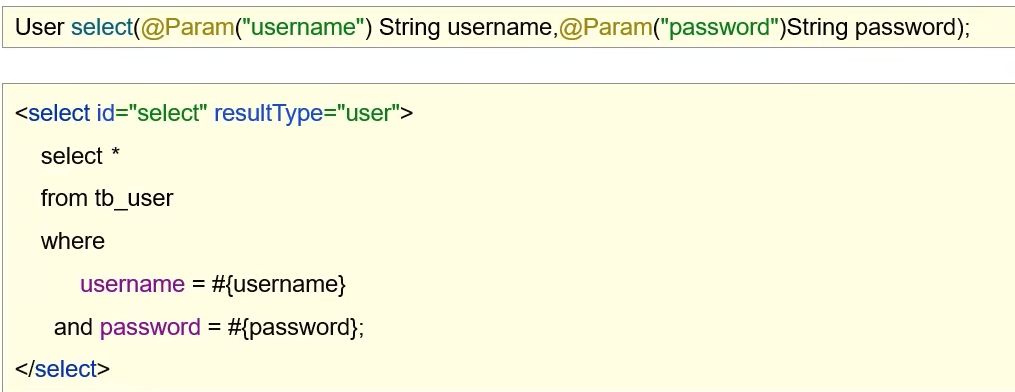 User select(@Param("username") String username,@Param("password")String password);
<select id="select" resultType="user">
select *
from tb_user
where
username = #{username}
and password = #{password};
</select>